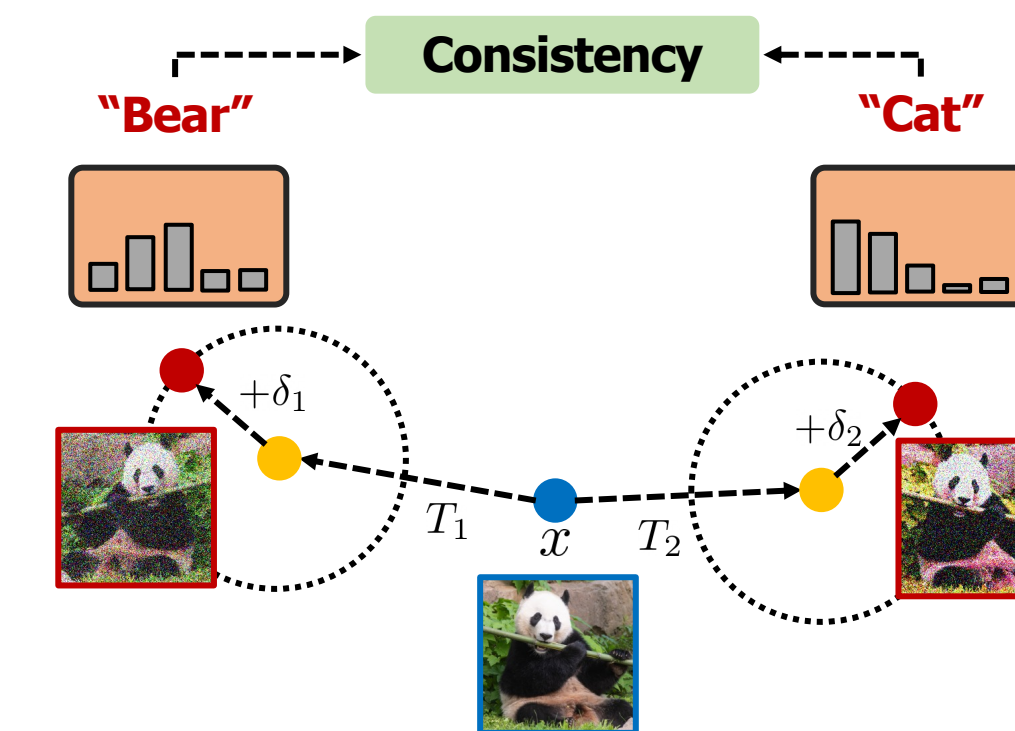 Consistency
“Bear”
“Cat”
+δ₁
+δ₂
T₁
x
T₂